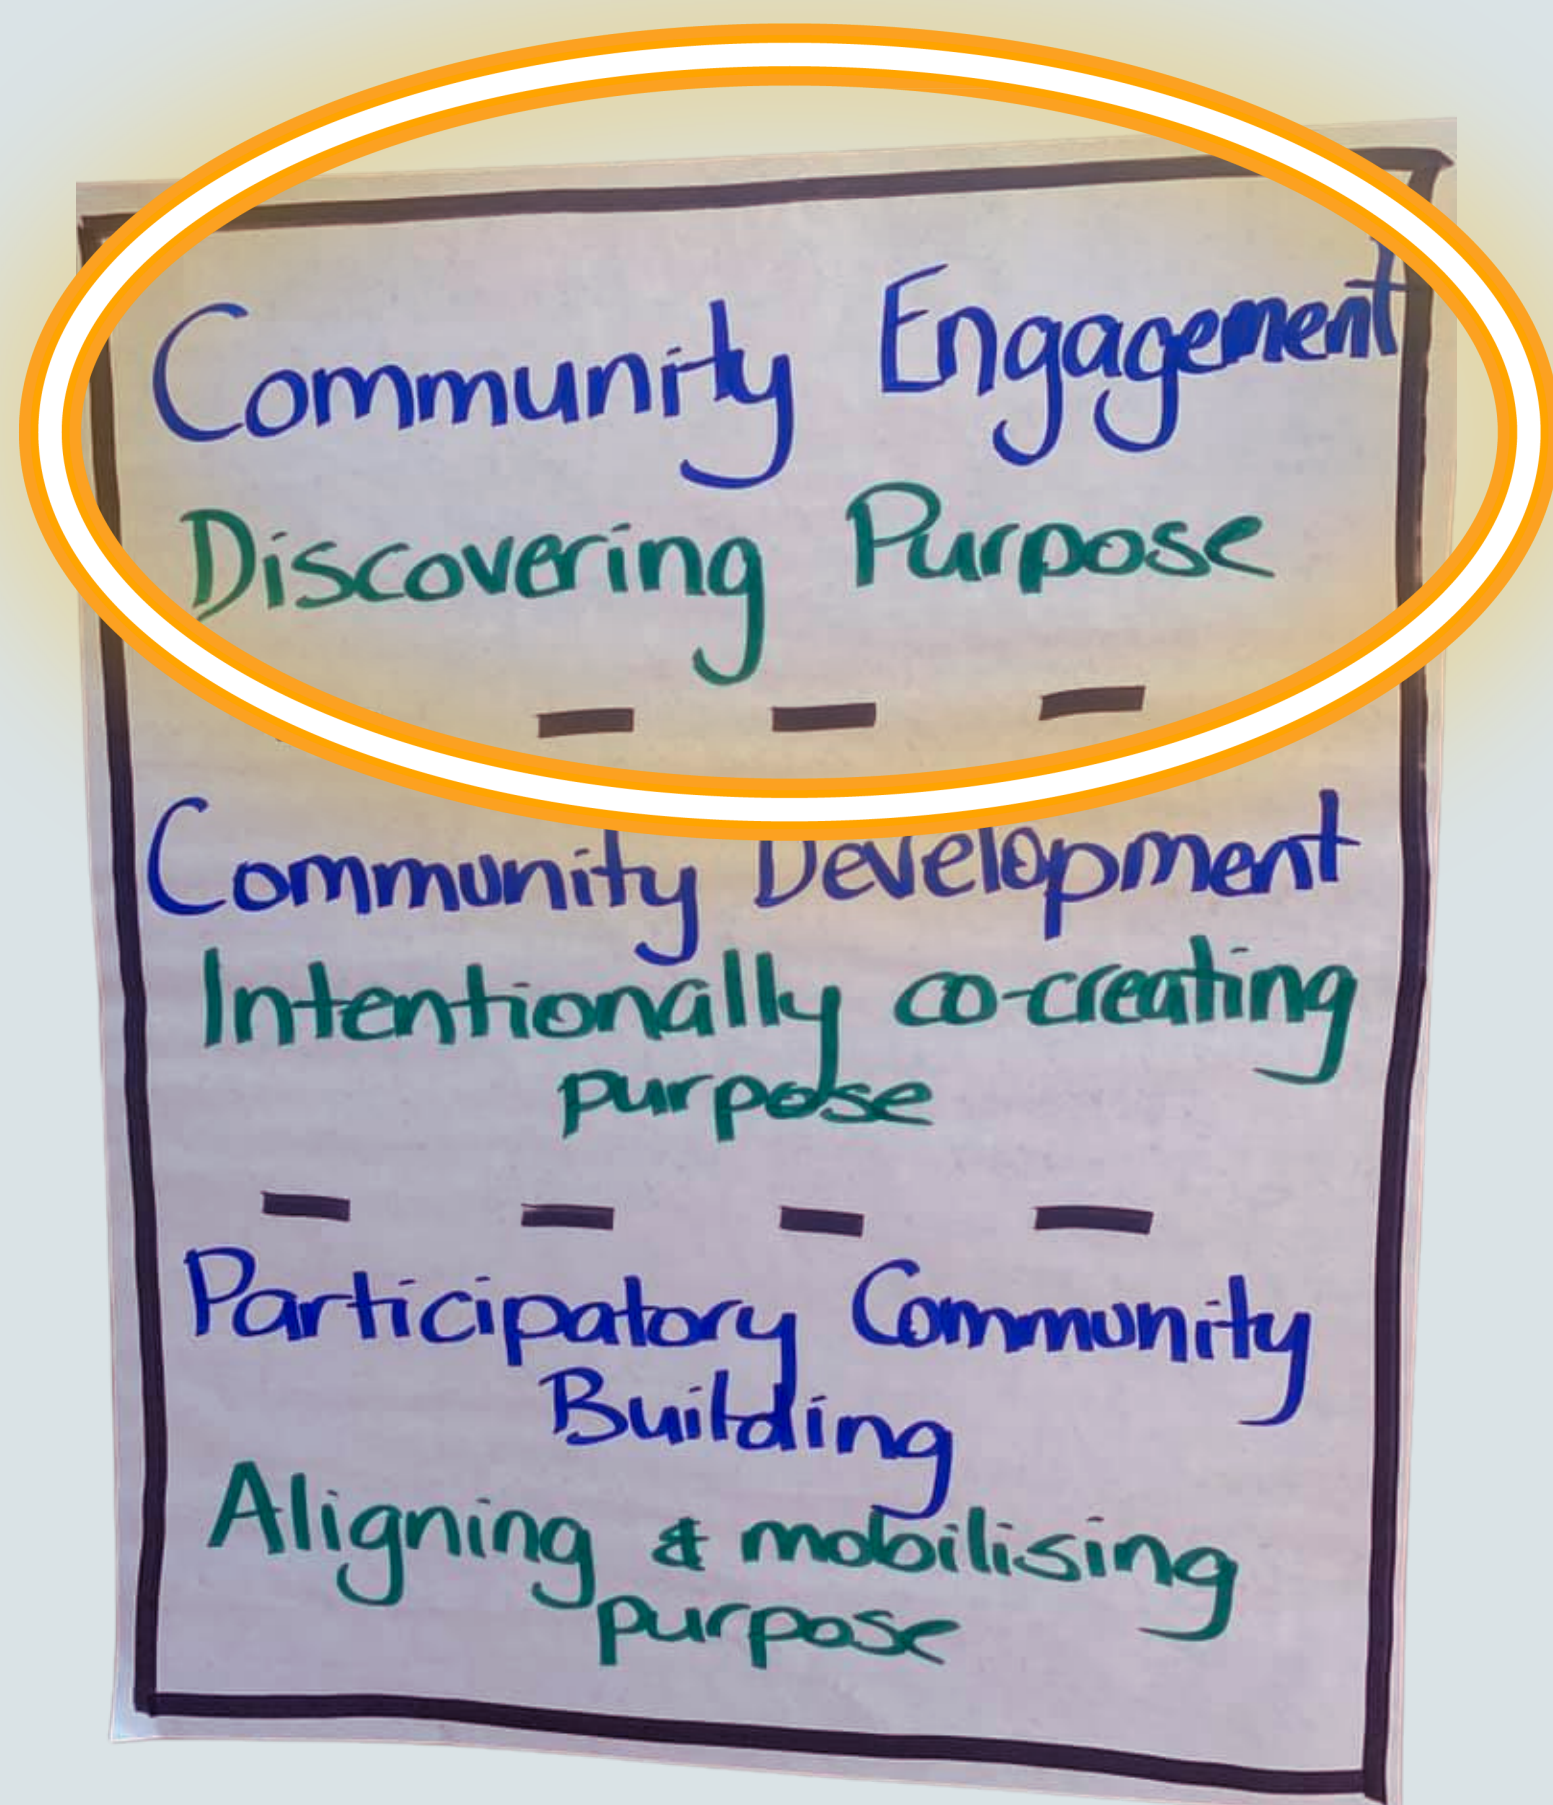 Community Engagement
Discovering Purpose
Community Development
Intentionally co-creating
purpose
Participatory Community
Building
Aligning & mobilising
purpose